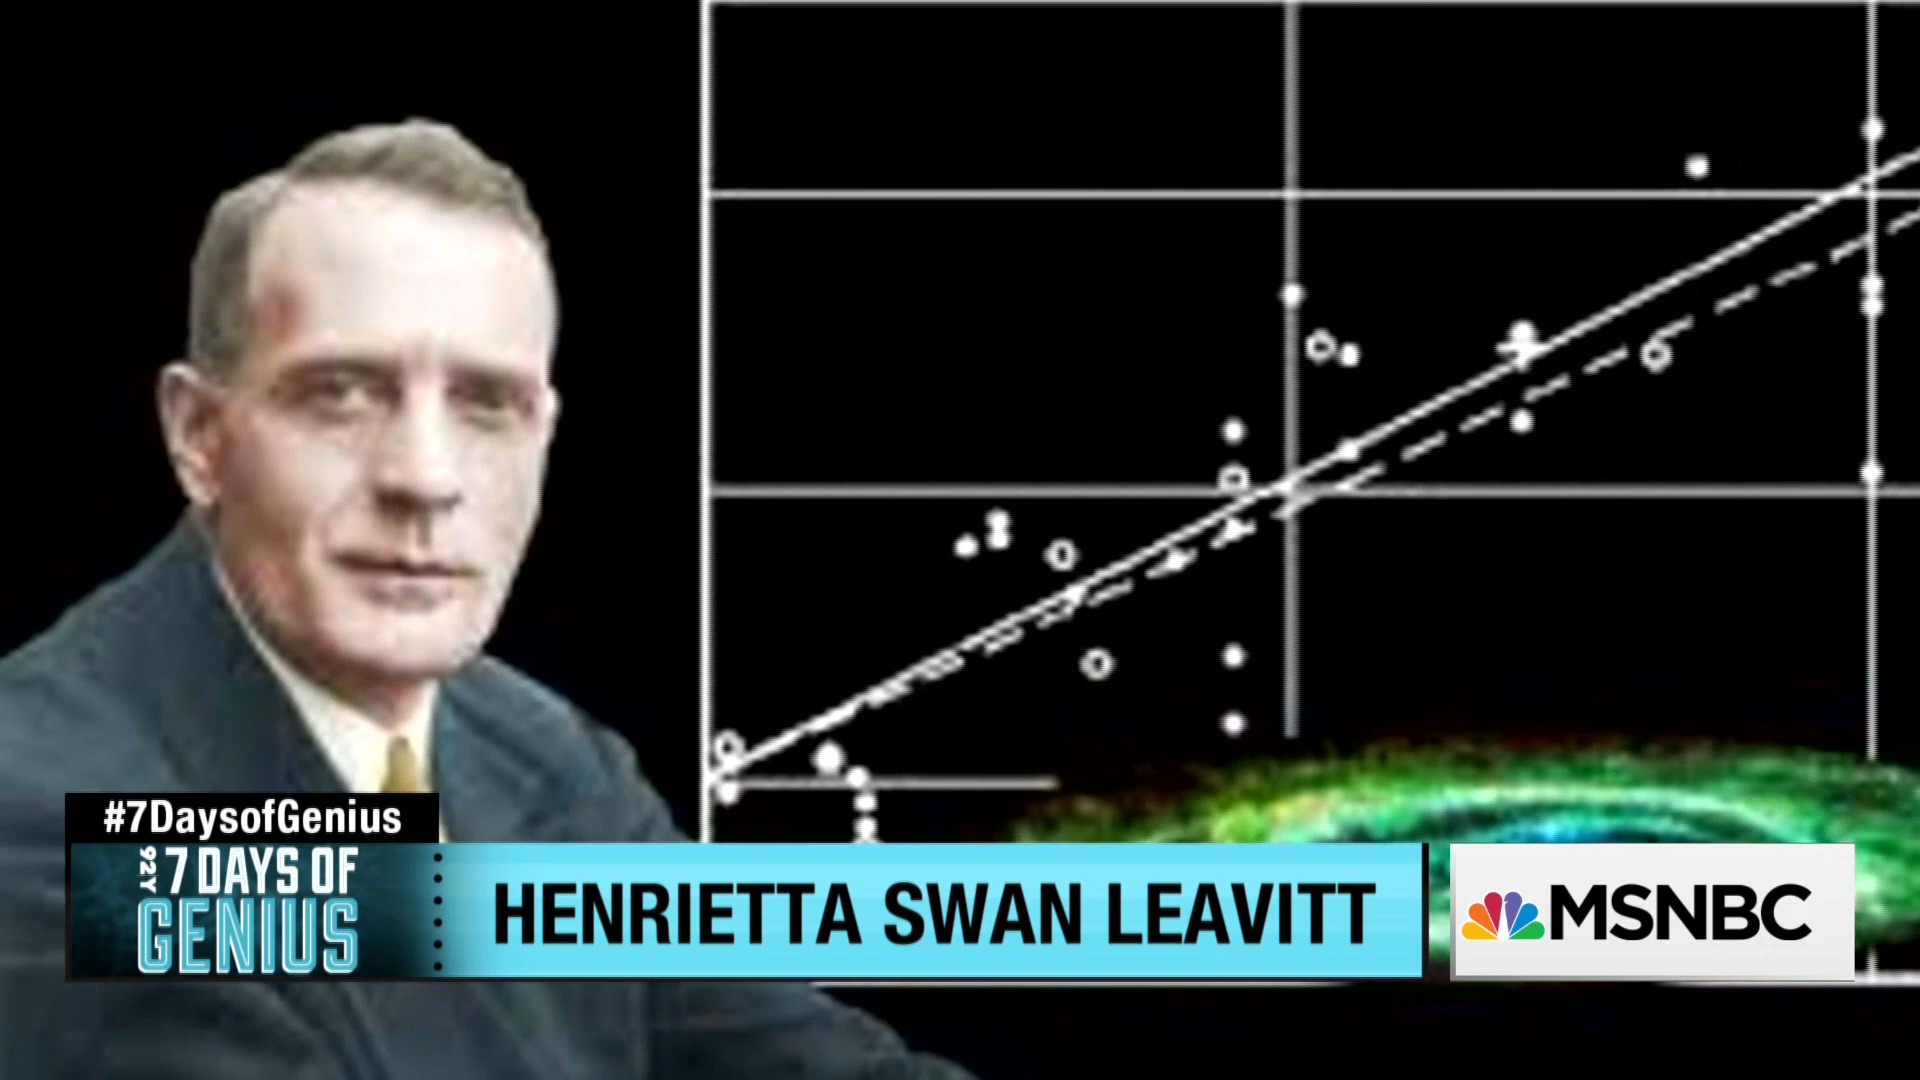 #7DaysofGenius
92Y 7 DAYS OF
GENIUS
HENRIETTA SWAN LEAVITT
MSNBC